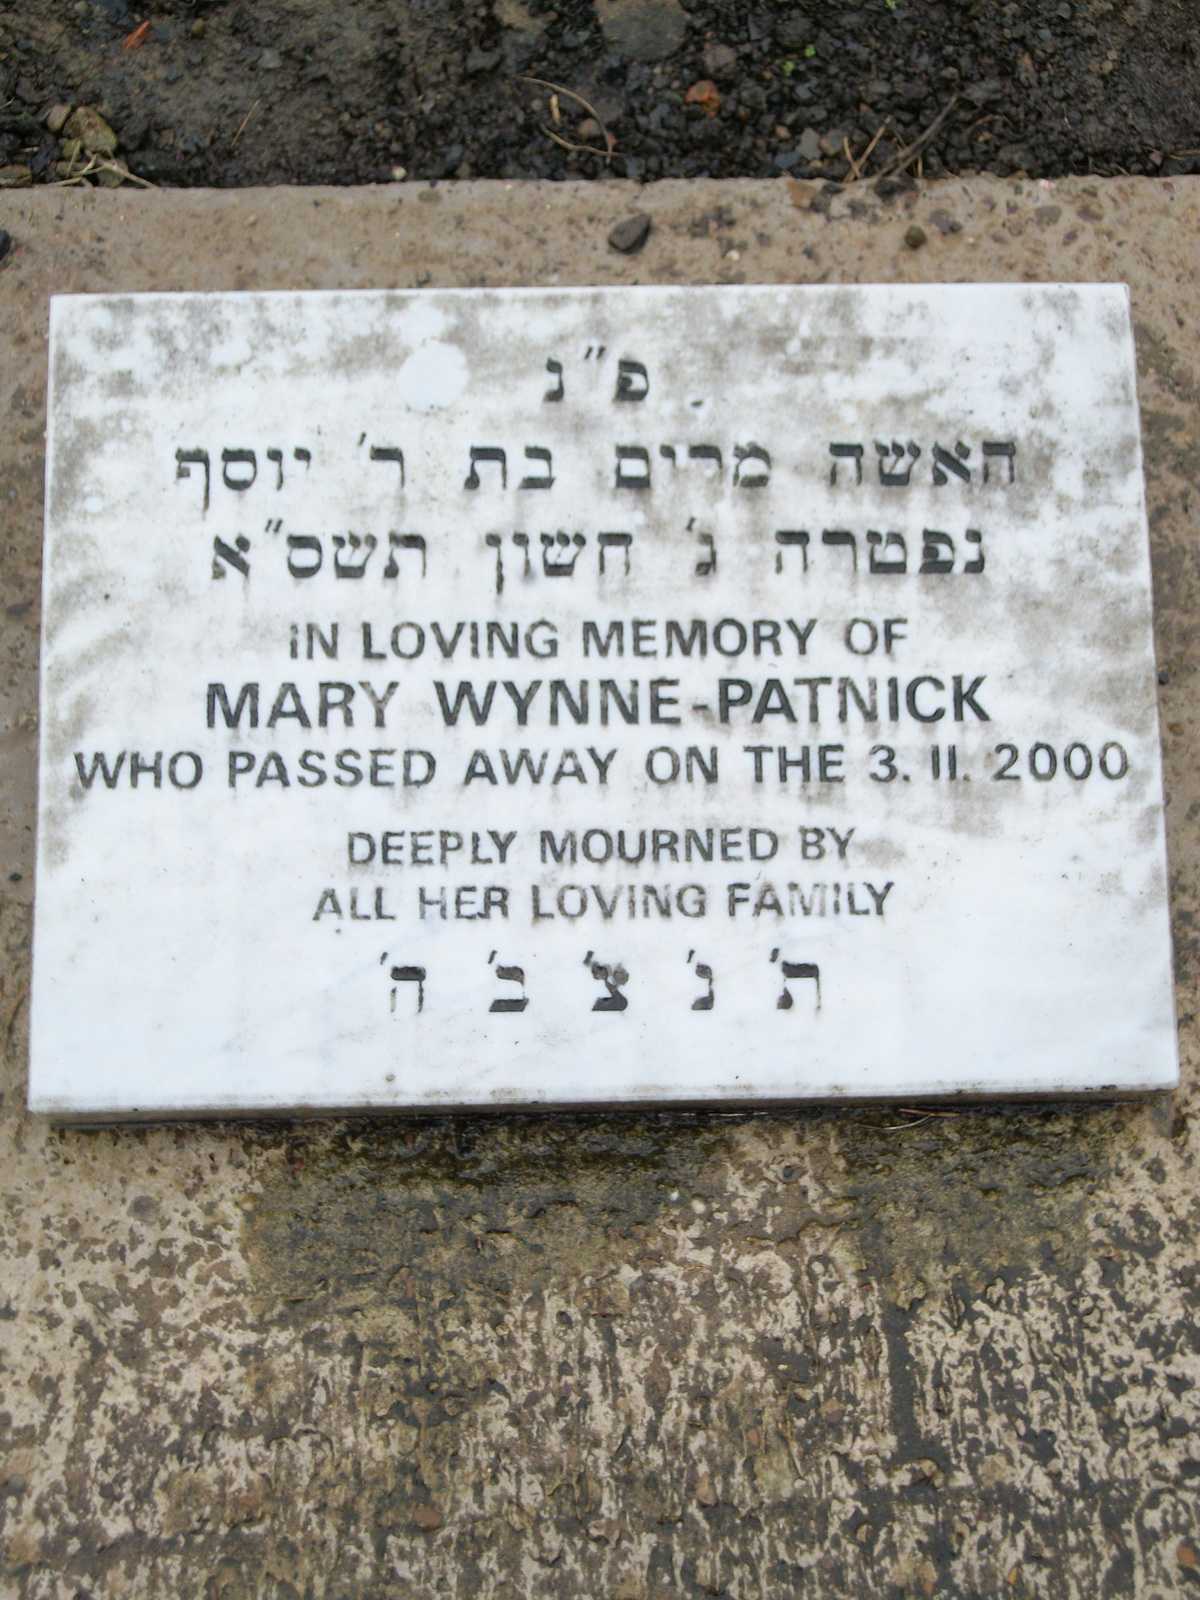 פ"נ
האשה מרים בת ר' יוסף
נפטרה ג' חשון תשס"א
IN LOVING MEMORY OF
MARY WYNNE-PATNICK
WHO PASSED AWAY ON THE 3. 11. 2000
DEEPLY MOURNED BY
ALL HER LOVING FAMILY
ת' נ' צ' ב' ה'